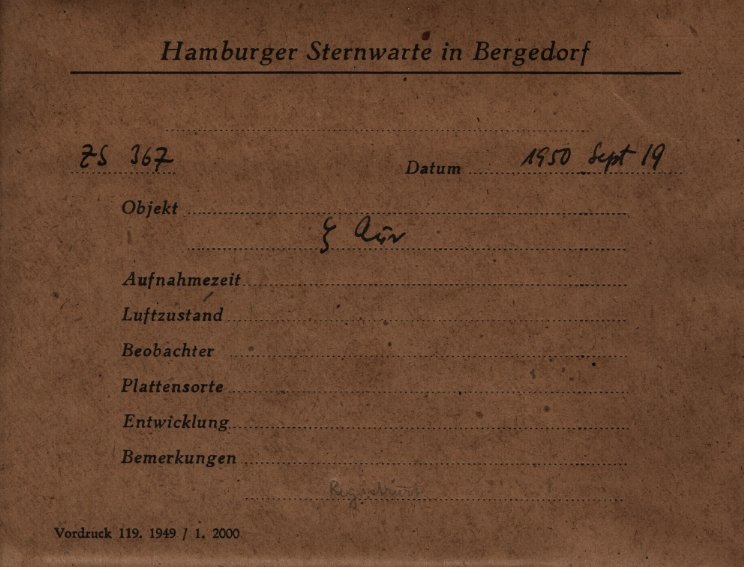 Hamburger Sternwarte in Bergedorf
ZS 367 Datum 1950 Sept 19
Objekt
ζ Aur
Aufnahmezeit
Luftzustand
Beobachter
Plattensorte
Entwicklung
Bemerkungen
Vordruck 119. 1949 / 1. 2000